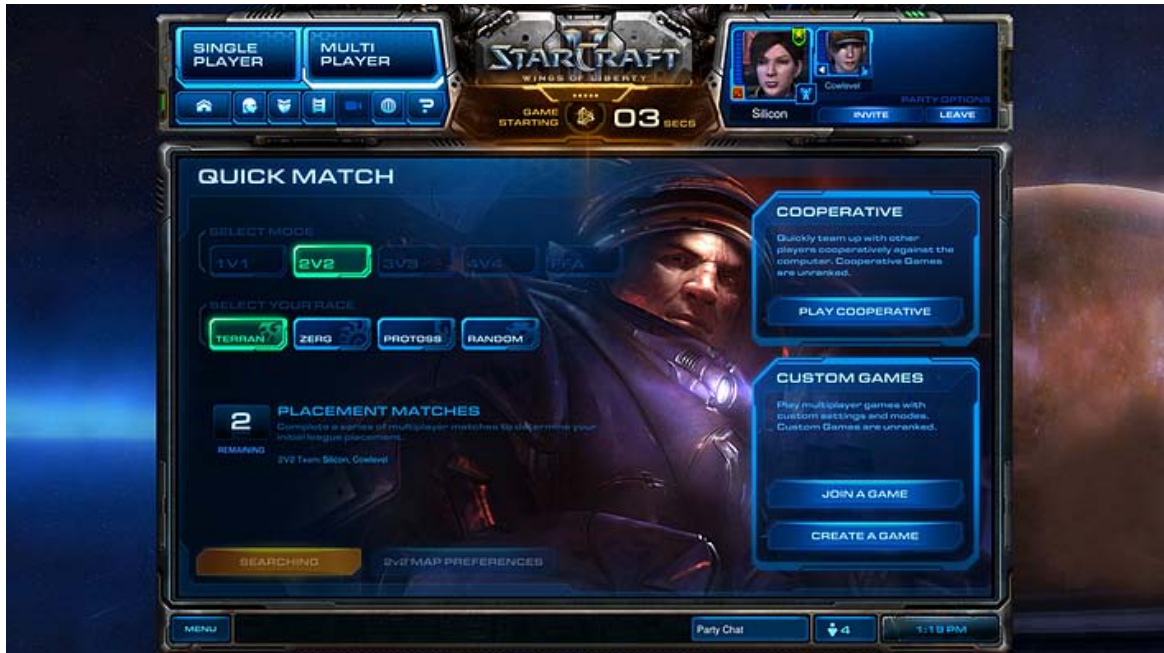 SINGLE
PLAYER
MULTI
PLAYER
STARCRAFT
II
WINGS OF LIBERTY
GAME
STARTING
03 SECS
Silicon
Cowlevel
PARTY OPTIONS
INVITE
LEAVE
QUICK MATCH
SELECT MODE
1V1
2V2
3V3
4V4
FFA
SELECT YOUR RACE
TERRAN
ZERG
PROTOSS
RANDOM
2
REMAINING
PLACEMENT MATCHES
Complete a series of multiplayer matches to determine your
initial league placement.
2V2 Team: Silicon, Cowlevel
SEARCHING
2v2 MAP PREFERENCES
COOPERATIVE
Quickly team up with other
players cooperatively against the
computer. Cooperative Games
are unranked.
PLAY COOPERATIVE
CUSTOM GAMES
Play multiplayer games with
custom settings and modes.
Custom Games are unranked.
JOIN A GAME
CREATE A GAME
MENU
Party Chat
4
1:19 PM